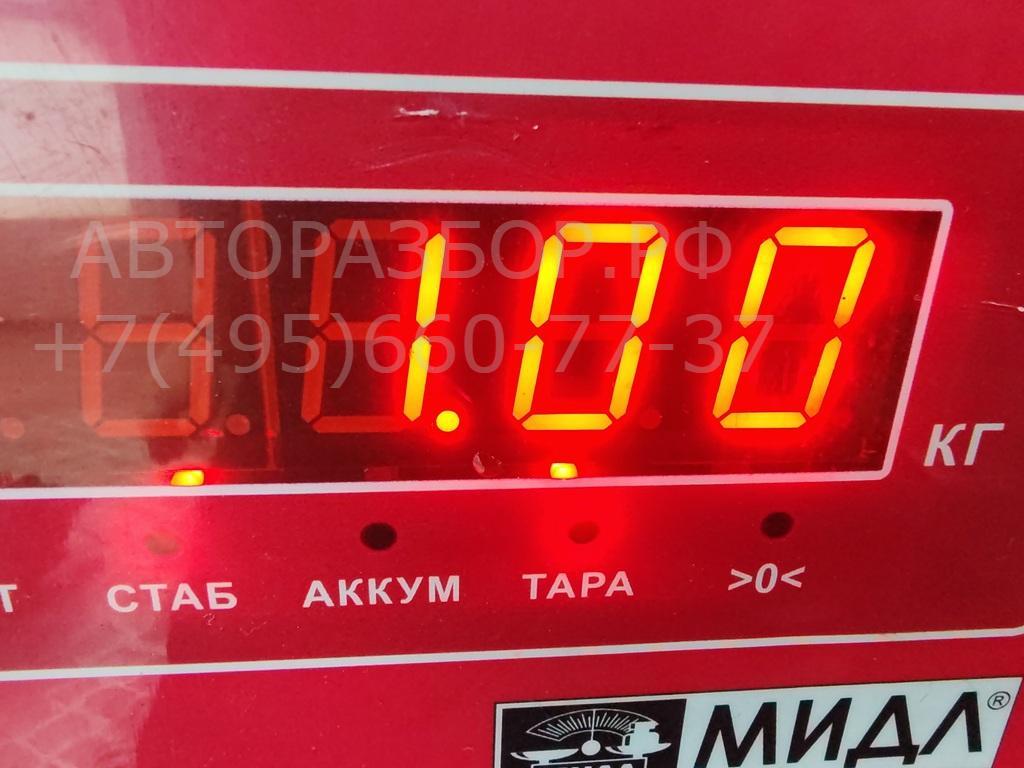 АВТОРАЗБОР.РФ
+7(495)660-77-37
1.00
КГ
СТАБ АККУМ ТАРА >0<
МИДЛ®